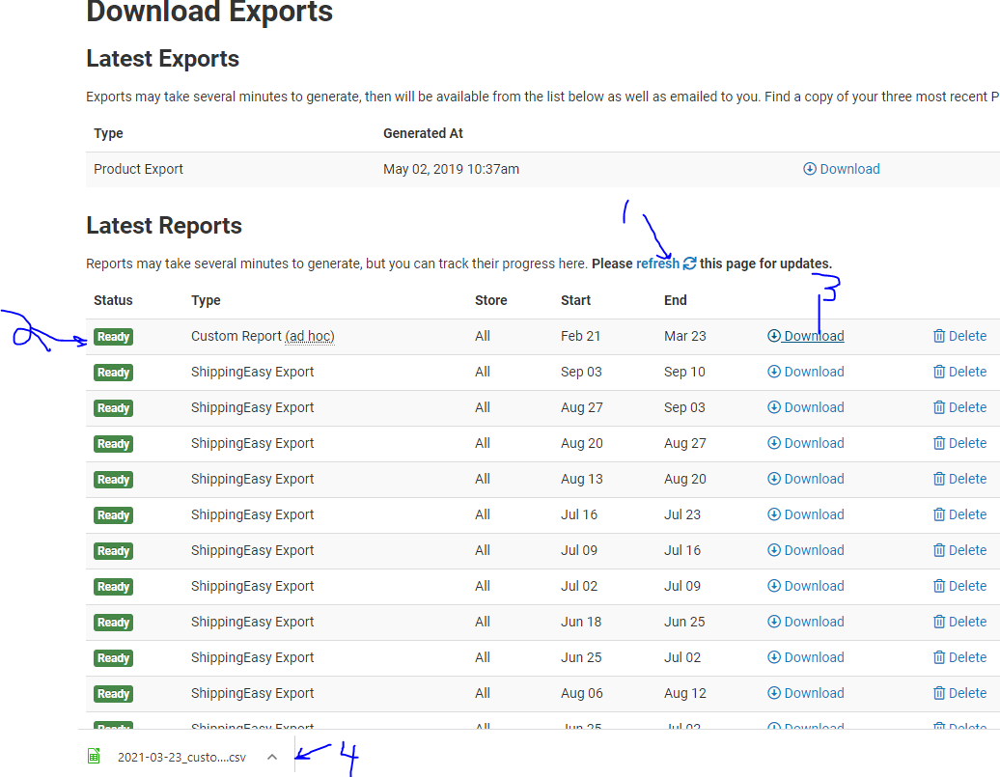 Download Exports
Latest Exports
Exports may take several minutes to generate, then will be available from the list below as well as emailed to you. Find a copy of your three most recent P
Type Generated At
Product Export May 02, 2019 10:37am Download
1
Latest Reports
Reports may take several minutes to generate, but you can track their progress here. Please refresh this page for updates.
Status Type Store Start End
3
2
Ready Custom Report (ad hoc) All Feb 21 Mar 23 Download Delete
Ready ShippingEasy Export All Sep 03 Sep 10 Download Delete
Ready ShippingEasy Export All Aug 27 Sep 03 Download Delete
Ready ShippingEasy Export All Aug 20 Aug 27 Download Delete
Ready ShippingEasy Export All Aug 13 Aug 20 Download Delete
Ready ShippingEasy Export All Jul 16 Jul 23 Download Delete
Ready ShippingEasy Export All Jul 09 Jul 16 Download Delete
Ready ShippingEasy Export All Jul 02 Jul 09 Download Delete
Ready ShippingEasy Export All Jun 18 Jun 25 Download Delete
Ready ShippingEasy Export All Jun 25 Jul 02 Download Delete
Ready ShippingEasy Export All Aug 06 Aug 12 Download Delete
Ready ShippingEasy Export All Jun 25 Jul 02 Download Delete
2021-03-23_custo....csv 4